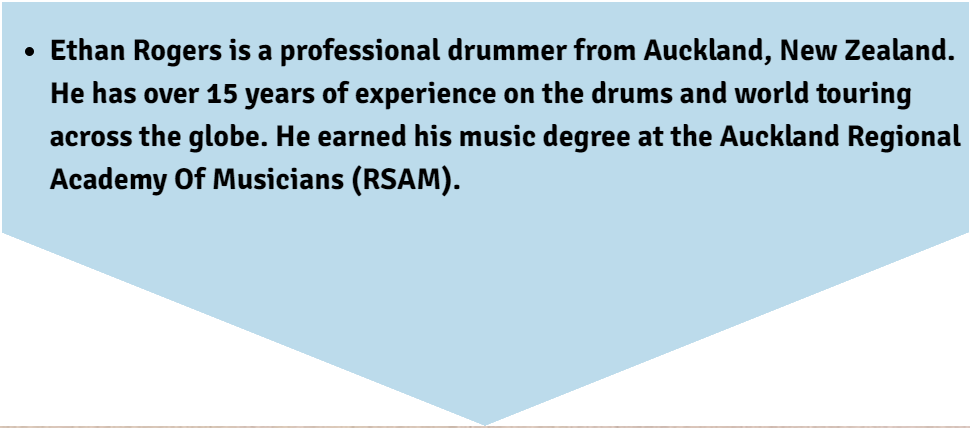 • Ethan Rogers is a professional drummer from Auckland, New Zealand.
He has over 15 years of experience on the drums and world touring
across the globe. He earned his music degree at the Auckland Regional
Academy Of Musicians (RSAM).